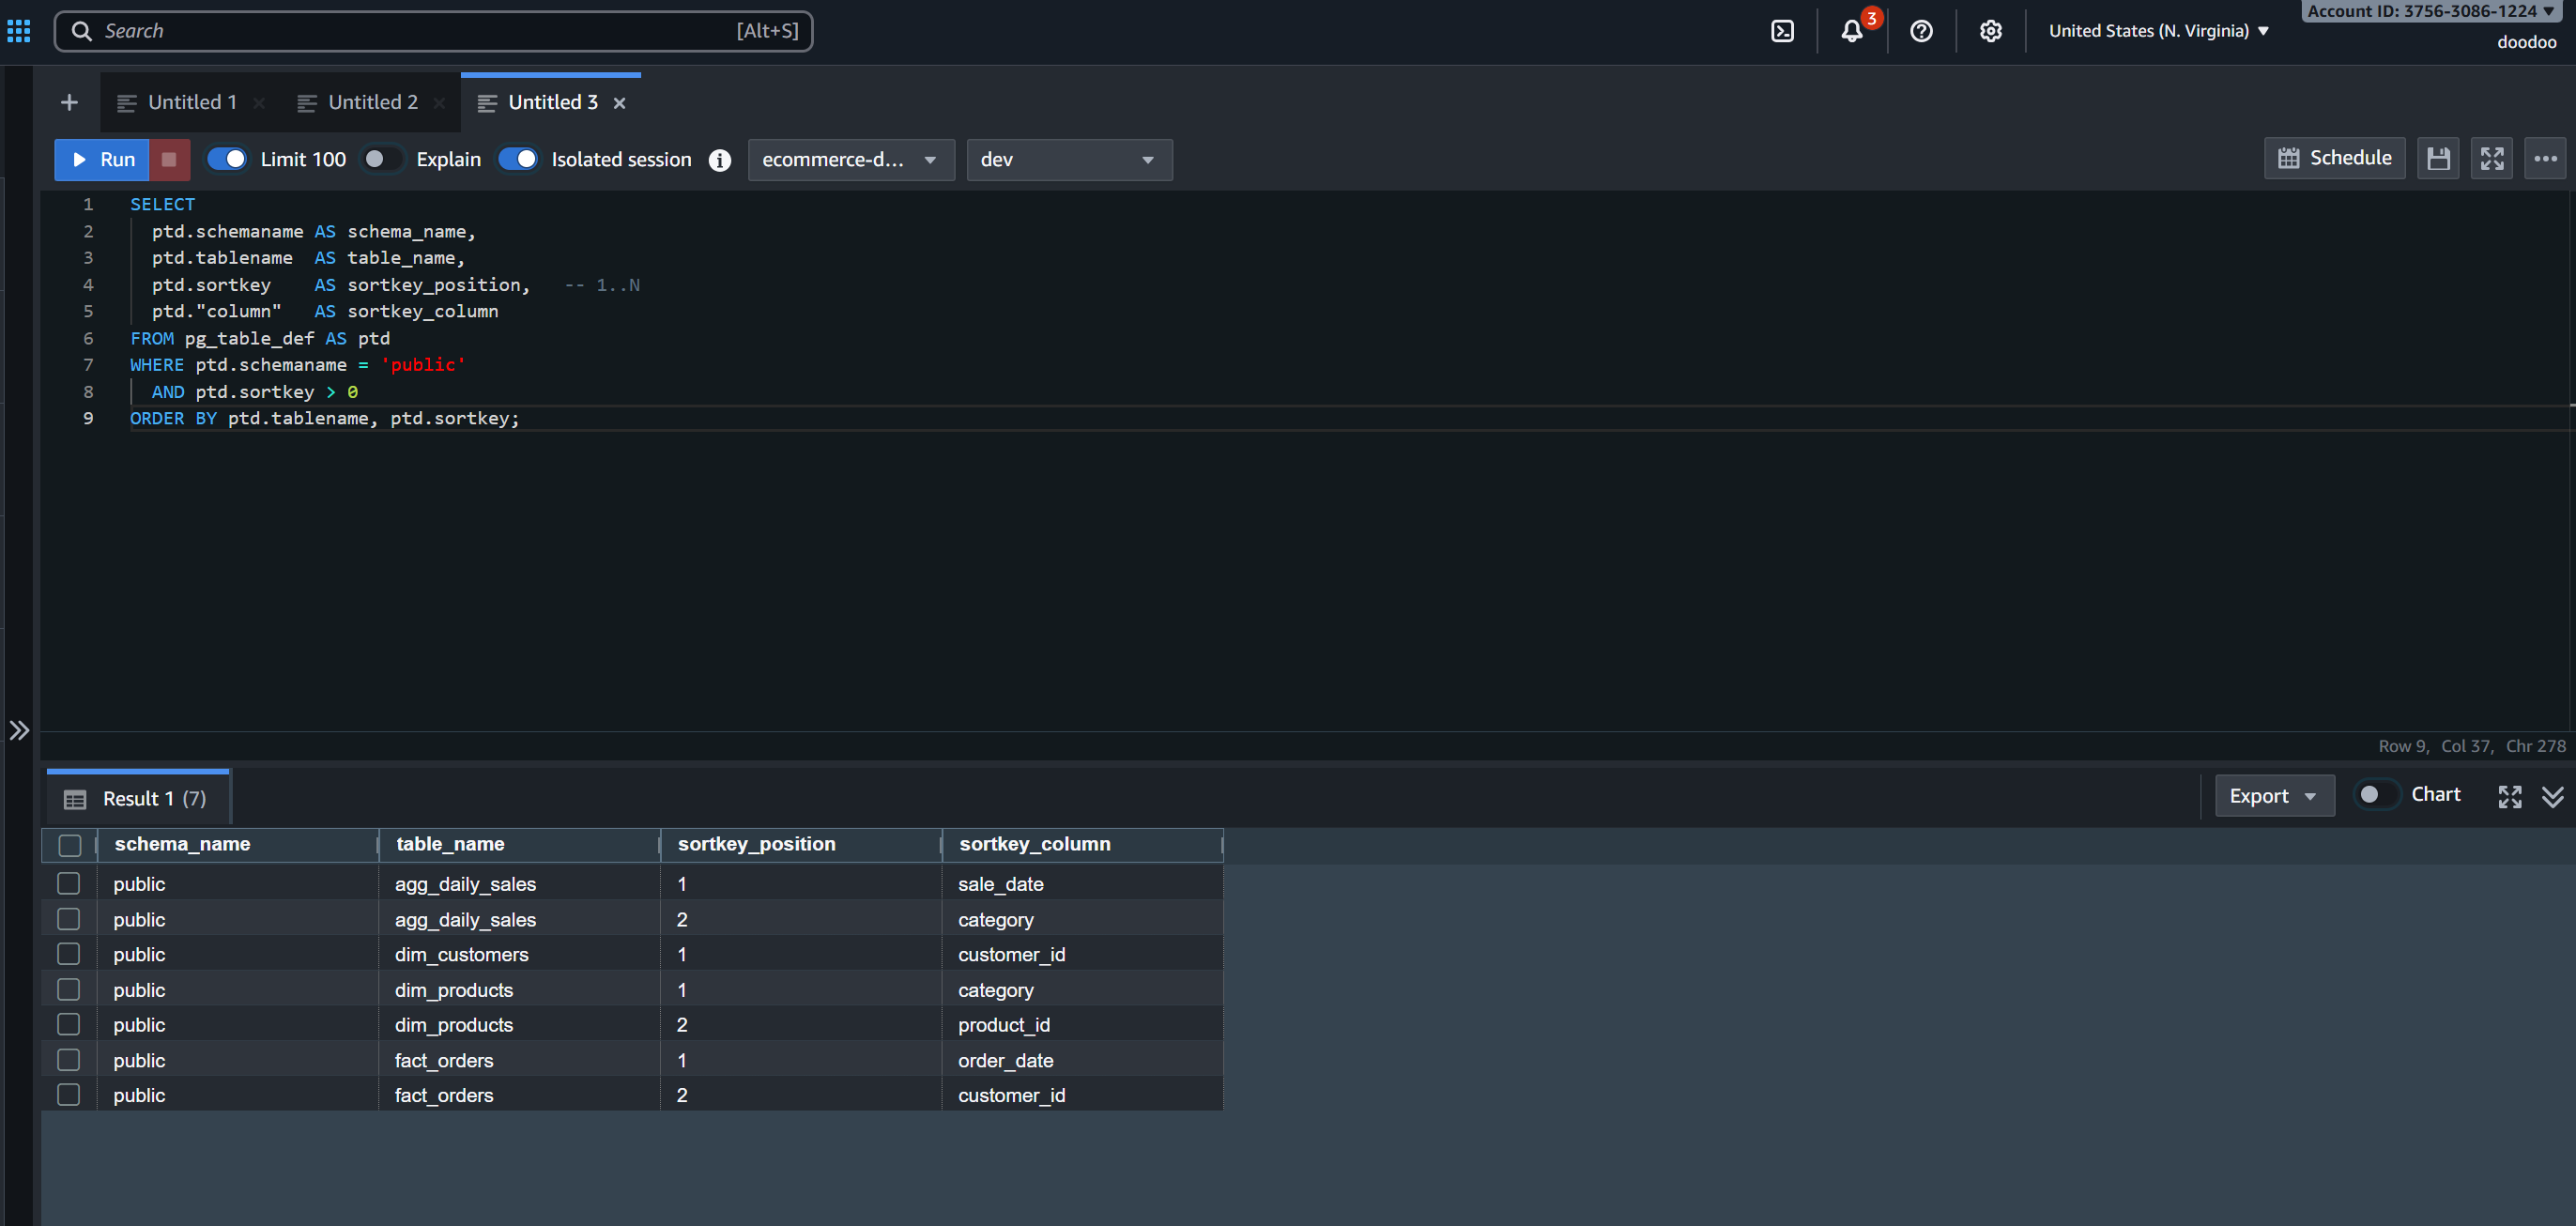 Search [Alt+S] 3 United States (N. Virginia) Account ID: 3756-3086-1224
doodoo
Untitled 1 Untitled 2 Untitled 3
Run Limit 100 Explain Isolated session ecommerce-d... dev Schedule
1 SELECT
2 ptd.schemaname AS schema_name,
3 ptd.tablename AS table_name,
4 ptd.sortkey AS sortkey_position, -- 1..N
5 ptd."column" AS sortkey_column
6 FROM pg_table_def AS ptd
7 WHERE ptd.schemaname = 'public'
8 AND ptd.sortkey > 0
9 ORDER BY ptd.tablename, ptd.sortkey;
Row 9, Col 37, Chr 278
Result 1 (7) Export Chart
schema_name table_name sortkey_position sortkey_column
public agg_daily_sales 1 sale_date
public agg_daily_sales 2 category
public dim_customers 1 customer_id
public dim_products 1 category
public dim_products 2 product_id
public fact_orders 1 order_date
public fact_orders 2 customer_id